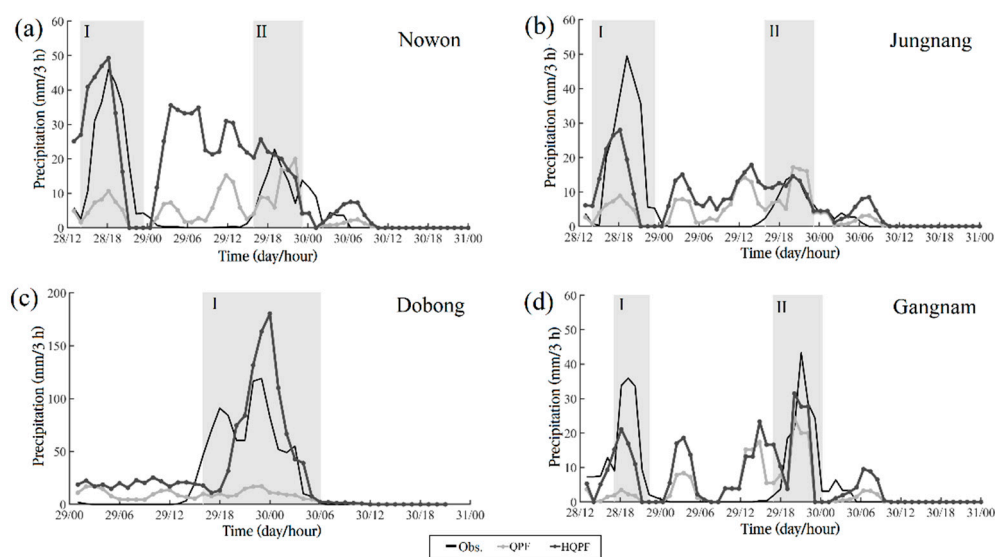 (a)
I
II
Nowon
Precipitation (mm/3 h)
60
50
40
30
20
10
0
28/12 28/18 29/00 29/06 29/12 29/18 30/00 30/06 30/12 30/18 31/00
Time (day/hour)
(b)
I
II
Jungnang
Precipitation (mm/3 h)
60
50
40
30
20
10
0
28/12 28/18 29/00 29/06 29/12 29/18 30/00 30/06 30/12 30/18 31/00
Time (day/hour)
(c)
I
Dobong
Precipitation (mm/3 h)
300
250
200
150
100
50
0
29/00 29/06 29/12 29/18 30/00 30/06 30/12 30/18 31/00
Time (day/hour)
(d)
I
II
Gangnam
Precipitation (mm/3 h)
60
50
40
30
20
10
0
28/12 28/18 29/00 29/06 29/12 29/18 30/00 30/06 30/12 30/18 31/00
Time (day/hour)
Obs. QPF HQPF